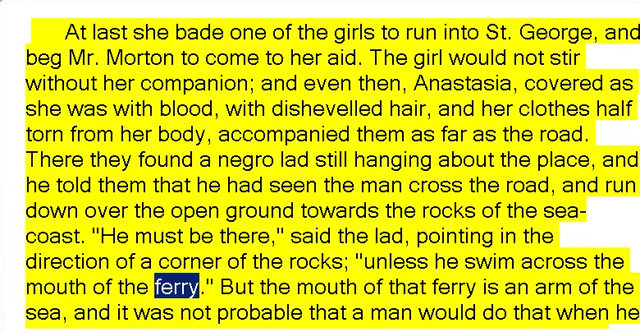 At last she bade one of the girls to run into St. George, and
beg Mr. Morton to come to her aid. The girl would not stir
without her companion; and even then, Anastasia, covered as
she was with blood, with dishevelled hair, and her clothes half
torn from her body, accompanied them as far as the road.
There they found a negro lad still hanging about the place, and
he told them that he had seen the man cross the road, and run
down over the open ground towards the rocks of the sea-
coast. "He must be there," said the lad, pointing in the
direction of a corner of the rocks; "unless he swim across the
mouth of the ferry." But the mouth of that ferry is an arm of the
sea, and it was not probable that a man would do that when he